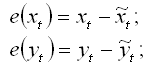 e(x_t) = x_t − x̃_t ;
e(y_t) = y_t − ỹ_t ;